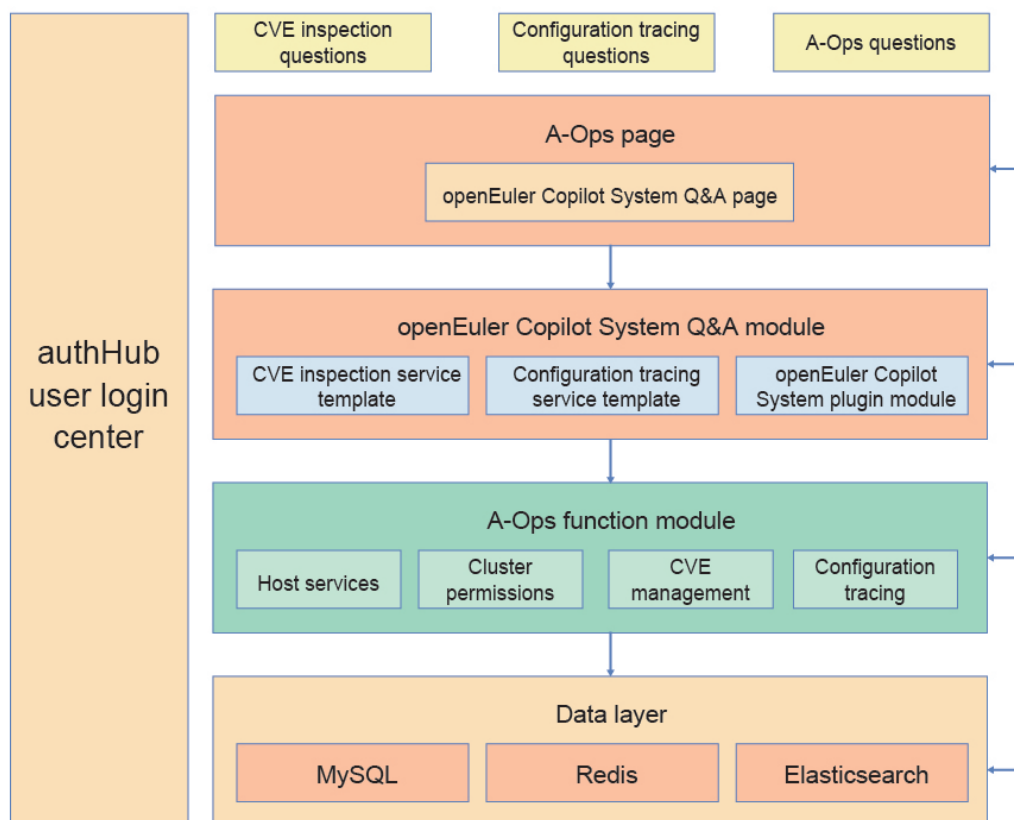 authHub
user login
center
CVE inspection
questions
Configuration tracing
questions
A-Ops questions
A-Ops page
openEuler Copilot System Q&A page
openEuler Copilot System Q&A module
CVE inspection service
template
Configuration tracing
service template
openEuler Copilot
System plugin module
A-Ops function module
Host services
Cluster
permissions
CVE
management
Configuration
tracing
Data layer
MySQL
Redis
Elasticsearch